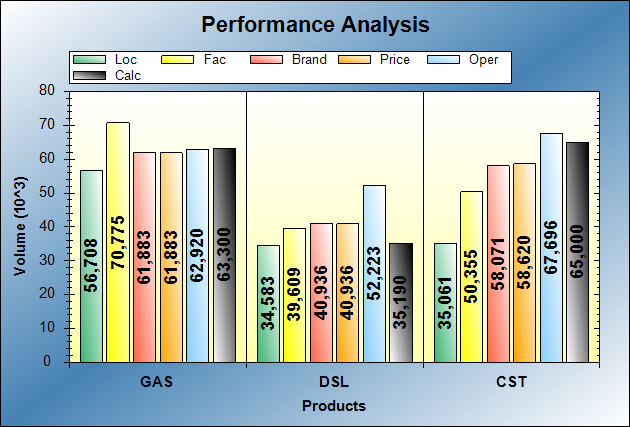 Performance Analysis
Loc Fac Brand Price Oper
Calc
80
70
60
50
40
30
20
10
0
Volume (10^3)
56,708 70,775 61,883 61,883 62,920 63,300
34,583 39,609 40,936 40,936 52,223 35,190
35,061 50,355 58,071 58,620 67,696 65,000
GAS DSL CST
Products